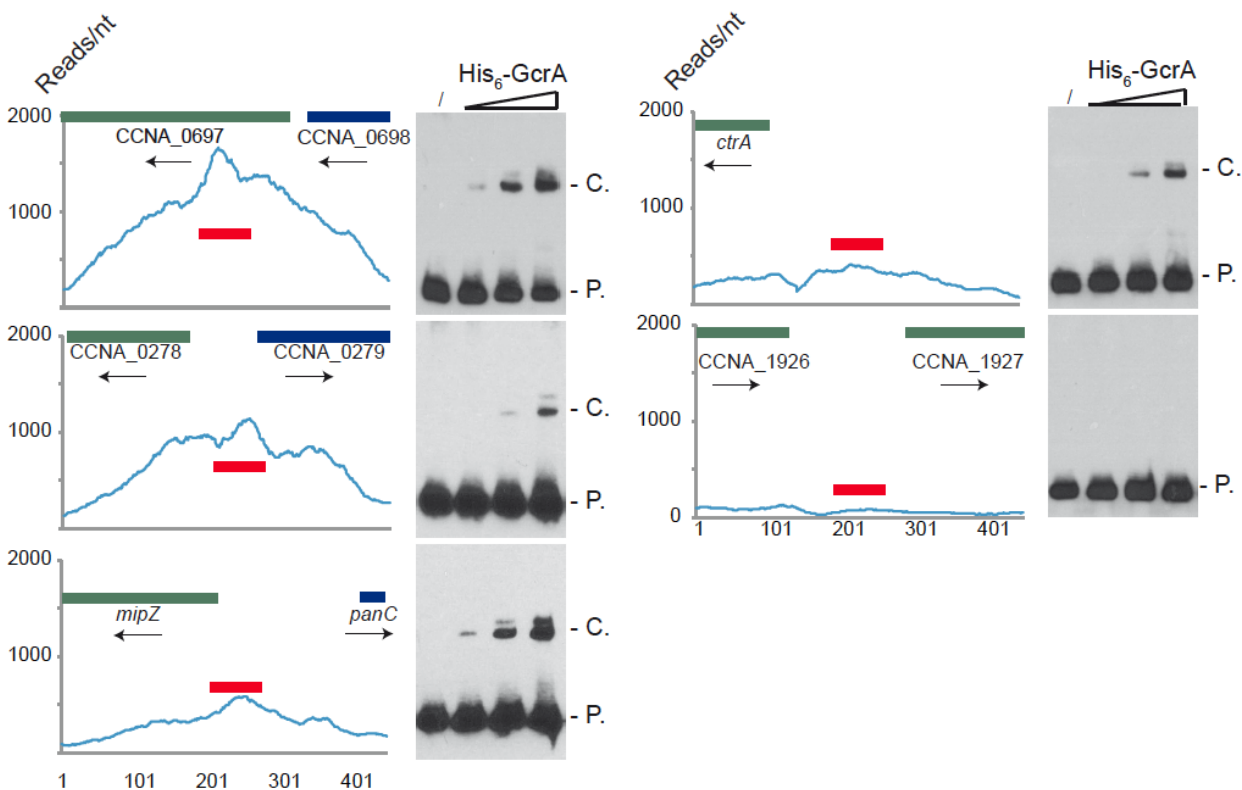 Reads/nt
His6-GcrA
/
2000
CCNA_0697
CCNA_0698
1000
- C.
- P.
2000
CCNA_0278
CCNA_0279
1000
- C.
- P.
2000
mipZ
panC
1000
- C.
- P.
1 101 201 301 401
Reads/nt
His6-GcrA
/
2000
ctrA
1000
- C.
- P.
2000
CCNA_1926
CCNA_1927
1000
- P.
0
1 101 201 301 401